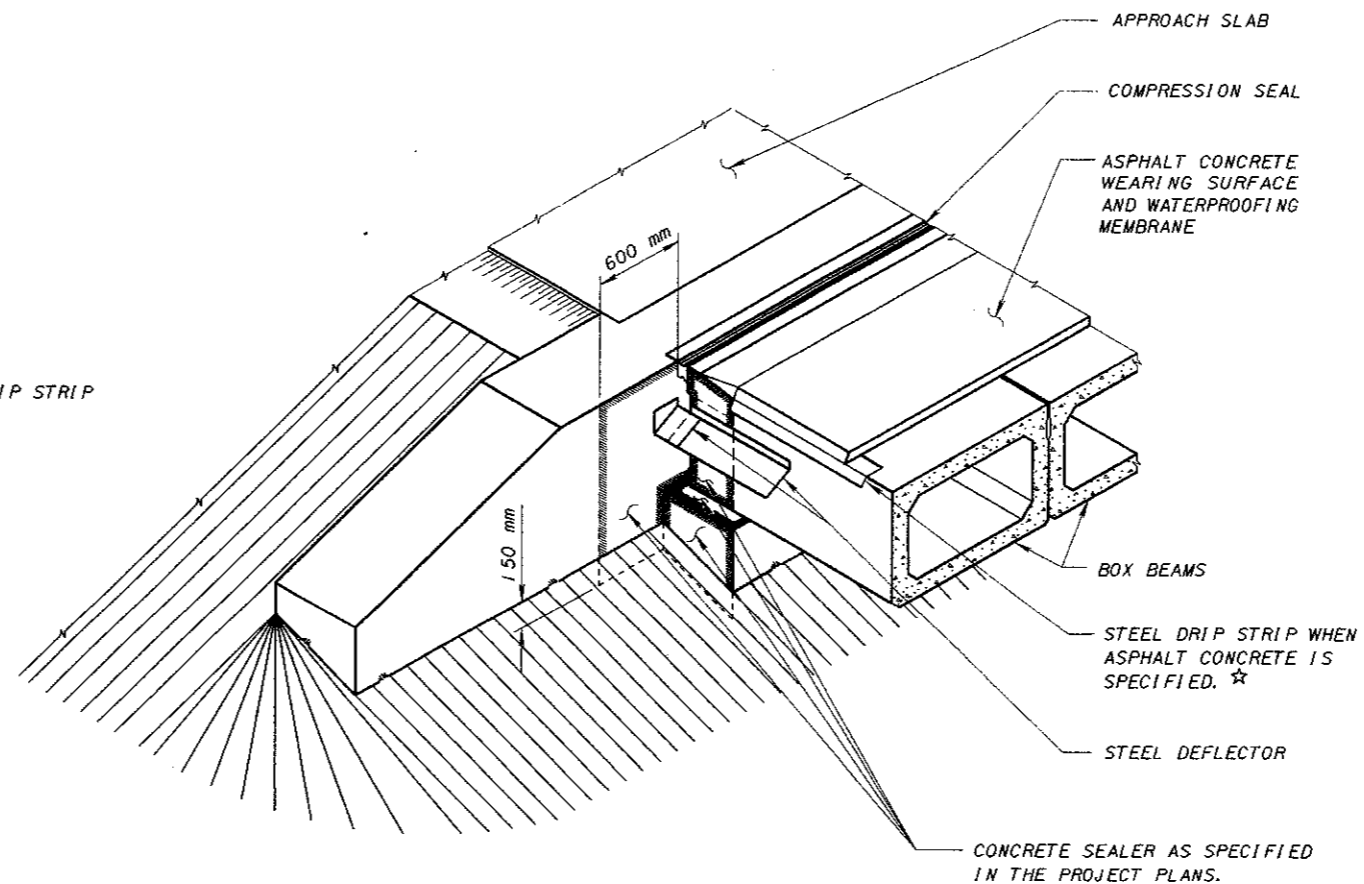 APPROACH SLAB
COMPRESSION SEAL
ASPHALT CONCRETE
WEARING SURFACE
AND WATERPROOFING
MEMBRANE
600 mm
STRIP
150 mm
BOX BEAMS
STEEL DRIP STRIP WHEN
ASPHALT CONCRETE IS
SPECIFIED. ☆
STEEL DEFLECTOR
CONCRETE SEALER AS SPECIFIED
IN THE PROJECT PLANS.